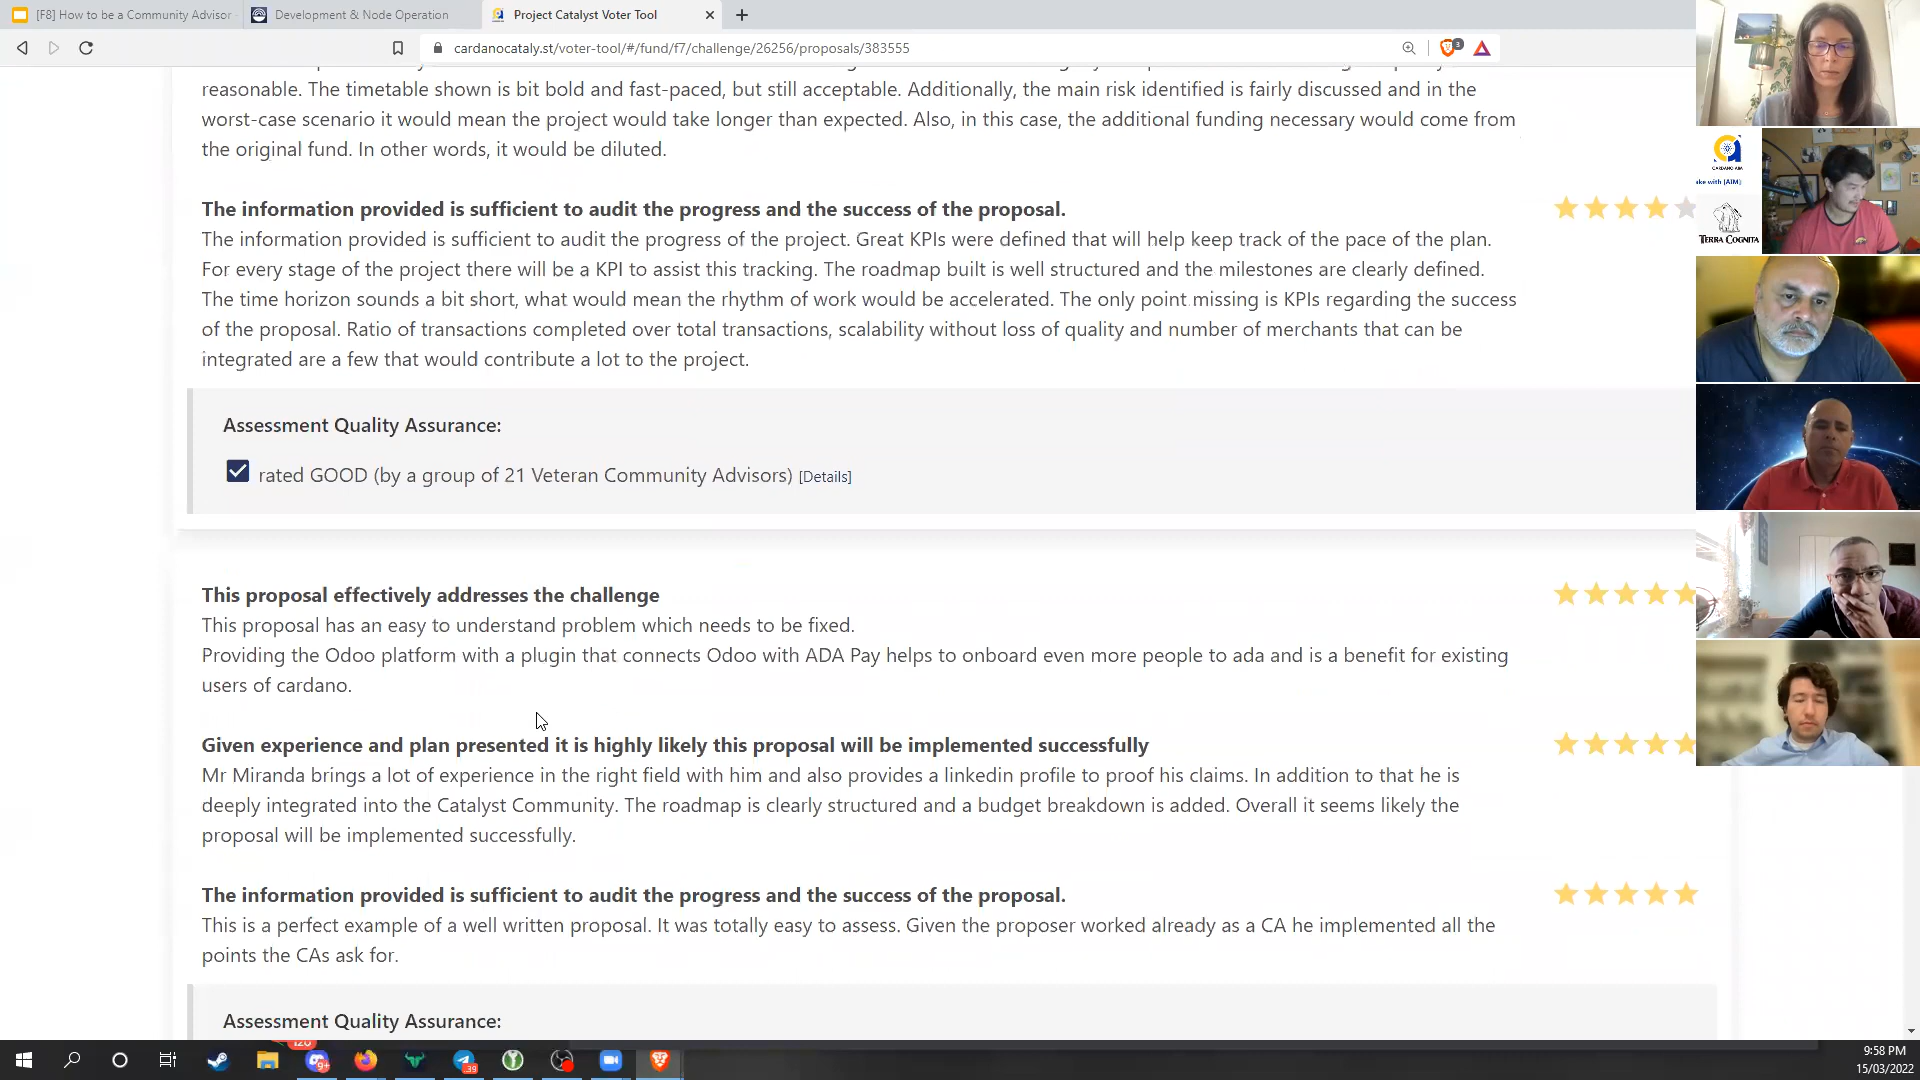 [F8] How to be a Community Advisor
Development & Node Operation
Project Catalyst Voter Tool
cardanocataly.st/voter-tool/#/fund/f7/challenge/26256/proposals/383555
3
reasonable. The timetable shown is bit bold and fast-paced, but still acceptable. Additionally, the main risk identified is fairly discussed and in the
worst-case scenario it would mean the project would take longer than expected. Also, in this case, the additional funding necessary would come from
the original fund. In other words, it would be diluted.
The information provided is sufficient to audit the progress and the success of the proposal.
The information provided is sufficient to audit the progress of the project. Great KPIs were defined that will help keep track of the pace of the plan.
For every stage of the project there will be a KPI to assist this tracking. The roadmap built is well structured and the milestones are clearly defined.
The time horizon sounds a bit short, what would mean the rhythm of work would be accelerated. The only point missing is KPIs regarding the success
of the proposal. Ratio of transactions completed over total transactions, scalability without loss of quality and number of merchants that can be
integrated are a few that would contribute a lot to the project.
Assessment Quality Assurance:
rated GOOD (by a group of 21 Veteran Community Advisors) [Details]
This proposal effectively addresses the challenge
This proposal has an easy to understand problem which needs to be fixed.
Providing the Odoo platform with a plugin that connects Odoo with ADA Pay helps to onboard even more people to ada and is a benefit for existing
users of cardano.
Given experience and plan presented it is highly likely this proposal will be implemented successfully
Mr Miranda brings a lot of experience in the right field with him and also provides a linkedin profile to proof his claims. In addition to that he is
deeply integrated into the Catalyst Community. The roadmap is clearly structured and a budget breakdown is added. Overall it seems likely the
proposal will be implemented successfully.
The information provided is sufficient to audit the progress and the success of the proposal.
This is a perfect example of a well written proposal. It was totally easy to assess. Given the proposer worked already as a CA he implemented all the
points the CAs ask for.
Assessment Quality Assurance:
CARDANO AIM
ake with (AIM)
TERRA COGNITA
9+
39
9:58 PM
15/03/2022